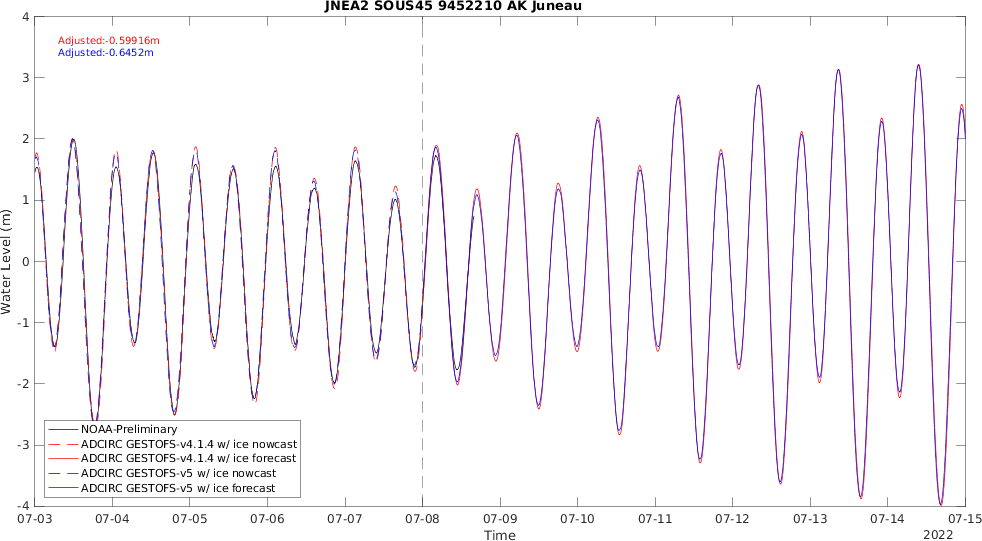 JNEA2 SOUS45 9452210 AK Juneau
Adjusted:-0.59916m
Adjusted:-0.6452m
4
3
2
1
0
-1
-2
-3
-4
Water Level (m)
NOAA-Preliminary
ADCIRC GESTOFS-v4.1.4 w/ ice nowcast
ADCIRC GESTOFS-v4.1.4 w/ ice forecast
ADCIRC GESTOFS-v5 w/ ice nowcast
ADCIRC GESTOFS-v5 w/ ice forecast
07-03 07-04 07-05 07-06 07-07 07-08 07-09 07-10 07-11 07-12 07-13 07-14 07-15
Time
2022